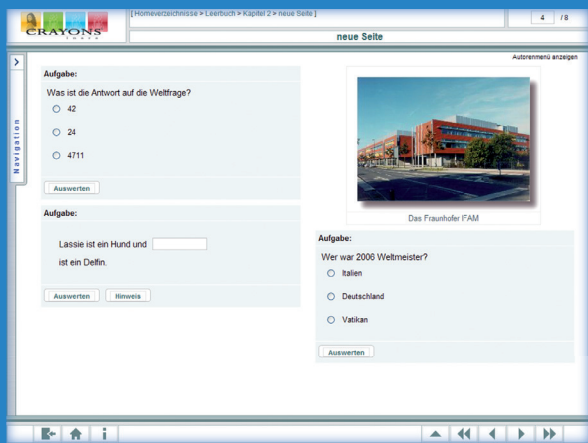 CRAYONS
[ Homeverzeichnisse > Leerbuch > Kapitel 2 > neue Seite ]
4 / 8
neue Seite
Autorenmenü anzeigen
Navigation
Aufgabe:
Was ist die Antwort auf die Weltfrage?
42
24
4711
Auswerten
Aufgabe:
Lassie ist ein Hund und
ist ein Delfin.
Auswerten Hinweis
Das Fraunhofer IFAM
Aufgabe:
Wer war 2006 Weltmeister?
Italien
Deutschland
Vatikan
Auswerten